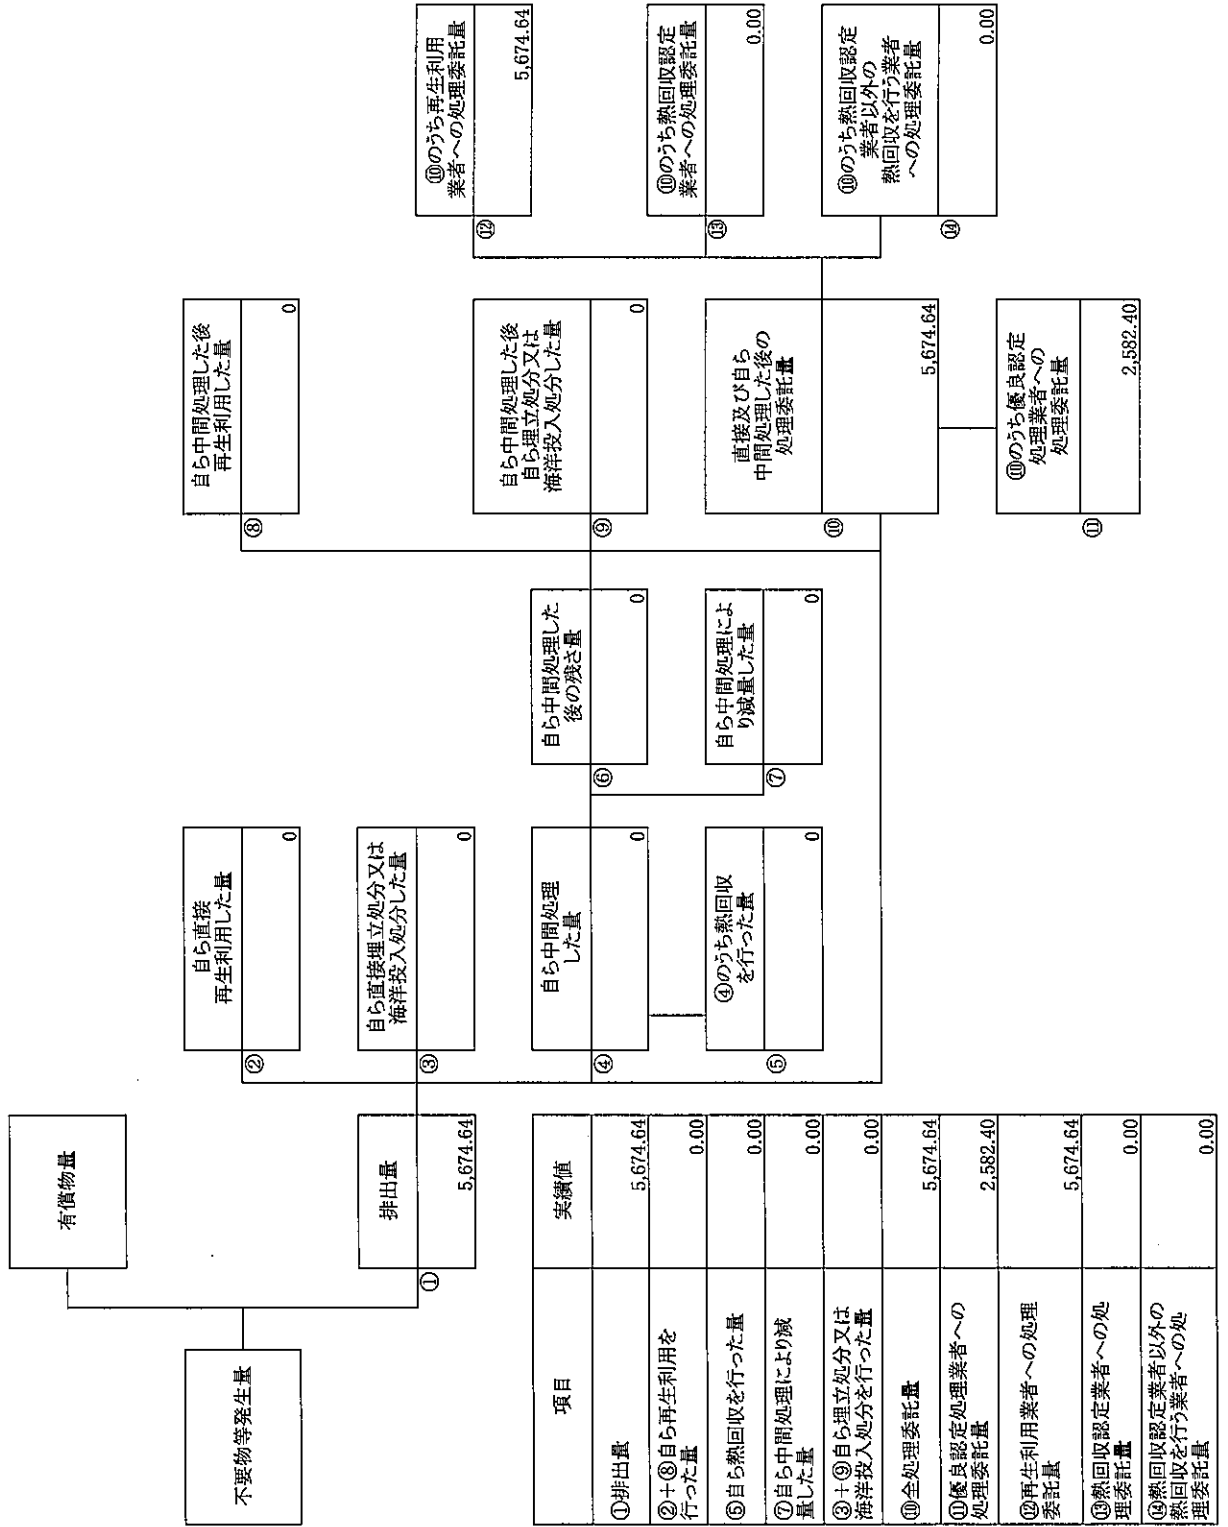 不要物等発生量
有償物量
①
排出量
5,674.64
②
自ら直接
再生利用した量
0
③
自ら直接埋立処分又は
海洋投入処分した量
0
④
自ら中間処理
した量
0
⑤
④のうち熱回収
を行った量
0
⑥
自ら中間処理した
後の残さ量
0
⑦
自ら中間処理によ
り減量した量
0
⑧
自ら中間処理した後
再生利用した量
0
⑨
自ら中間処理した後
自ら埋立処分又は
海洋投入処分した量
0
⑩
直接及び自ら
中間処理した後の
処理委託量
5,674.64
⑪
⑩のうち優良認定
処理業者への
処理委託量
2,582.40
⑫
⑩のうち再生利用
業者への処理委託量
5,674.64
⑬
⑩のうち熱回収認定
業者への処理委託量
0.00
⑭
⑩のうち熱回収認定
業者以外の
熱回収を行う業者
への処理委託量
0.00
項目 実績値
①排出量 5,674.64
②+⑧自ら再生利用を
行った量 0.00
⑤自ら熱回収を行った量 0.00
⑦自ら中間処理により減
量した量 0.00
③+⑨自ら埋立処分又は
海洋投入処分を行った量 0.00
⑩全処理委託量 5,674.64
⑪優良認定処理業者への
処理委託量 2,582.40
⑫再生利用業者への処理
委託量 5,674.64
⑬熱回収認定業者への処
理委託量 0.00
⑭熱回収認定業者以外の
熱回収を行う業者への処
理委託量 0.00